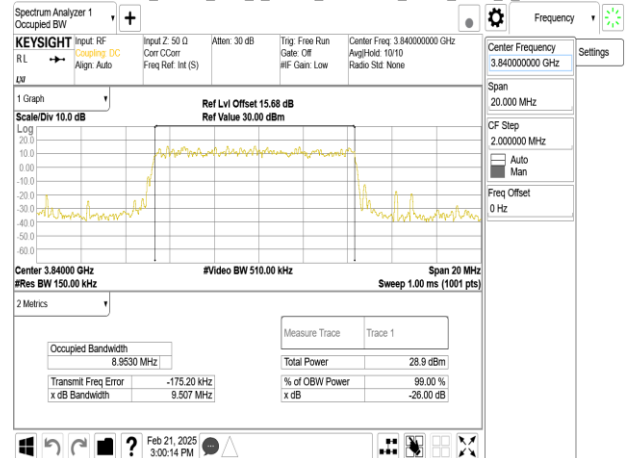 Spectrum Analyzer 1
Occupied BW
+
Frequency
KEYSIGHT
RL
LXI
Input: RF
Coupling: DC
Align: Auto
Input Z: 50 Ω
Corr CCorr
Freq Ref: Int (S)
Atten: 30 dB
Trig: Free Run
Gate: Off
#IF Gain: Low
Center Freq: 3.840000000 GHz
Avg|Hold: 10/10
Radio Std: None
Center Frequency
3.840000000 GHz
Settings
Span
20.000 MHz
CF Step
2.000000 MHz
Auto
Man
Freq Offset
0 Hz
1 Graph
Scale/Div 10.0 dB
Ref Lvl Offset 15.68 dB
Ref Value 30.00 dBm
Log
20.0
10.0
0.00
-10.0
-20.0
-30.0
-40.0
-50.0
-60.0
Center 3.84000 GHz
#Video BW 510.00 kHz
Span 20 MHz
#Res BW 150.00 kHz
Sweep 1.00 ms (1001 pts)
2 Metrics
Measure Trace
Trace 1
Occupied Bandwidth
8.9530 MHz
Total Power
28.9 dBm
Transmit Freq Error
-175.20 kHz
% of OBW Power
99.00 %
x dB Bandwidth
9.507 MHz
x dB
-26.00 dB
?
Feb 21, 2025
3:00:14 PM